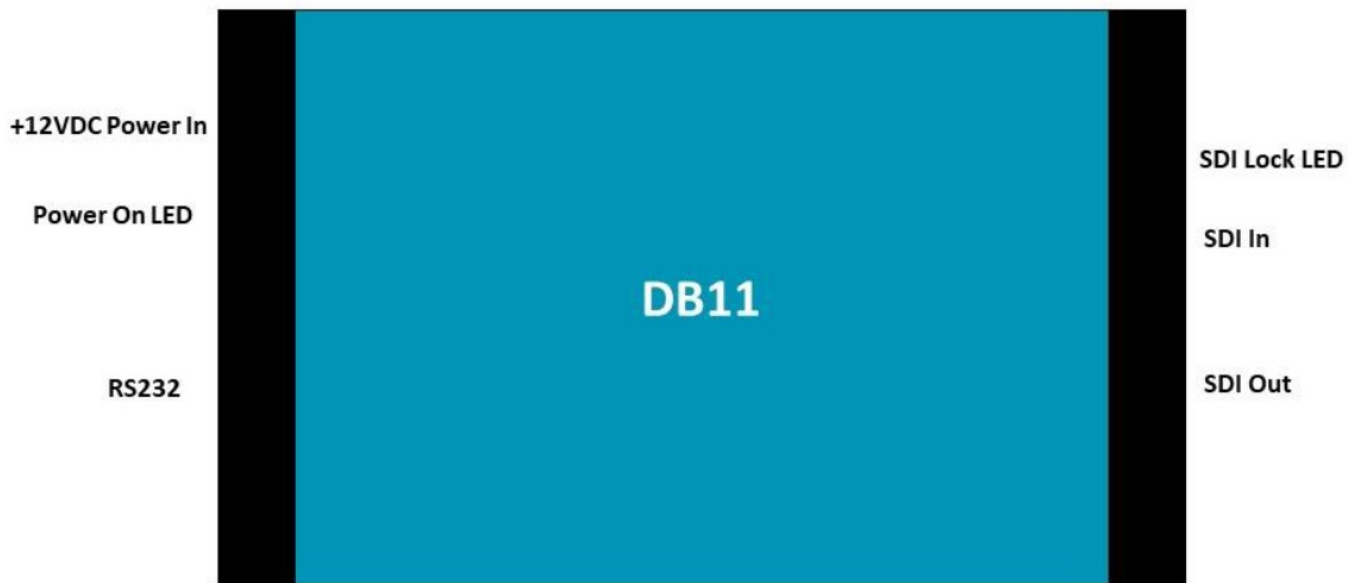 +12VDC Power In
Power On LED
RS232
DB11
SDI Lock LED
SDI In
SDI Out